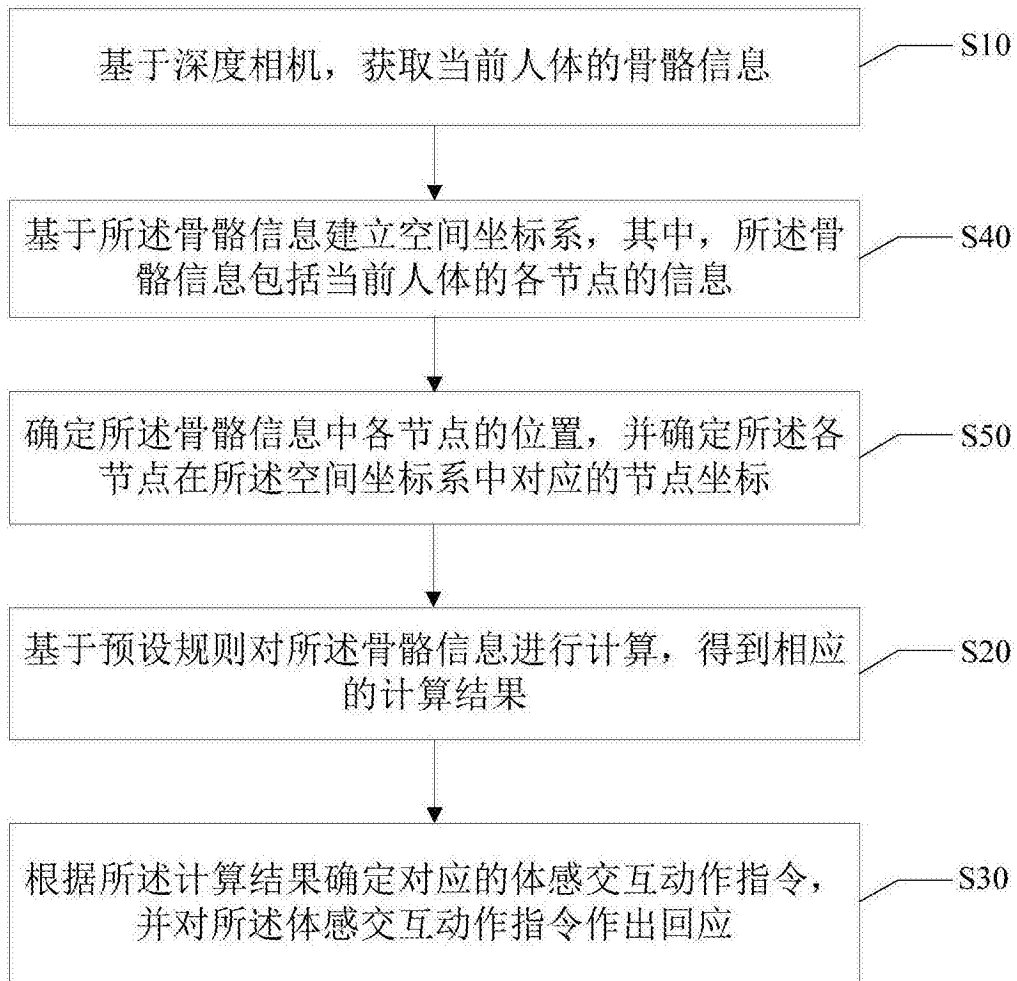 基于深度相机，获取当前人体的骨骼信息
S10
基于所述骨骼信息建立空间坐标系，其中，所述骨
骼信息包括当前人体的各节点的信息
S40
确定所述骨骼信息中各节点的位置，并确定所述各
节点在所述空间坐标系中对应的节点坐标
S50
基于预设规则对所述骨骼信息进行计算，得到相应
的计算结果
S20
根据所述计算结果确定对应的体感交互动作指令，
并对所述体感交互动作指令作出回应
S30